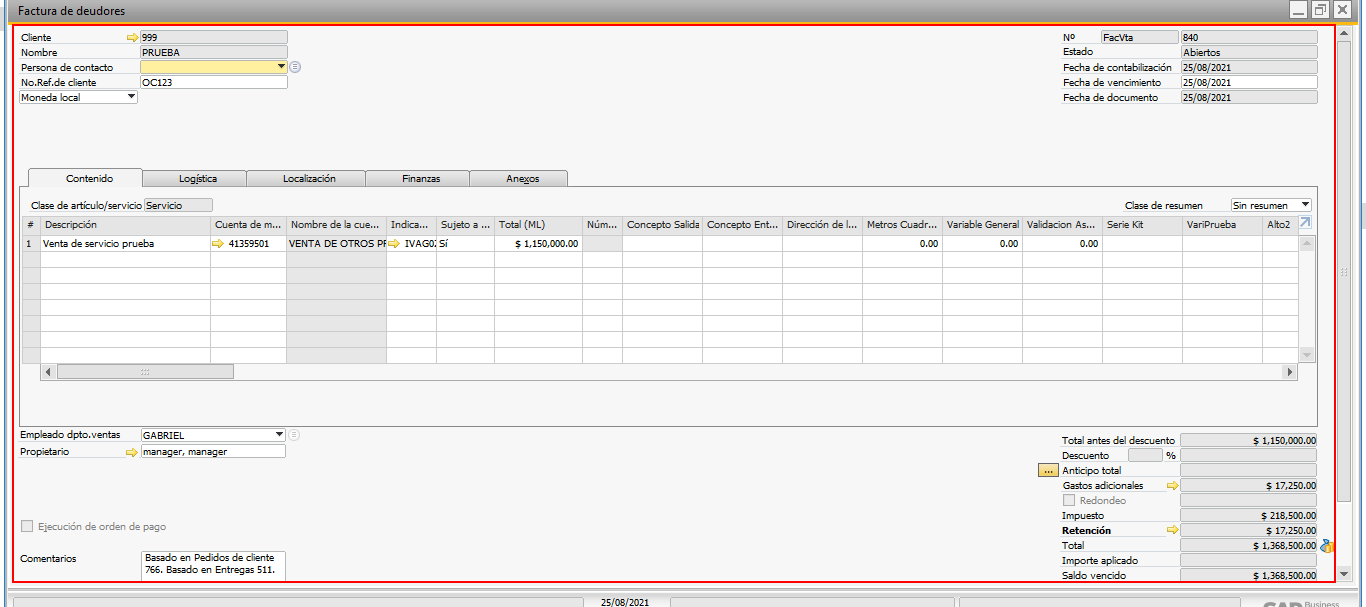 Factura de deudores
Cliente 999
Nombre PRUEBA
Persona de contacto
No.Ref.de cliente OC123
Moneda local
Nº FacVta 840
Estado Abiertos
Fecha de contabilización 25/08/2021
Fecha de vencimiento 25/08/2021
Fecha de documento 25/08/2021
Contenido Logística Localización Finanzas Anexos
Clase de artículo/servicio Servicio
Clase de resumen Sin resumen
# Descripción Cuenta de m... Nombre de la cue... Indica... Sujeto a ... Total (ML) Núm... Concepto Salida Concepto Ent... Dirección de l... Metros Cuadr... Variable General Validacion As... Serie Kit VariPrueba Alto2
1 Venta de servicio prueba 41359501 VENTA DE OTROS PR IVAG02 Sí $ 1,150,000.00 0.00 0.00 0.00
Empleado dpto.ventas GABRIEL
Propietario manager, manager
Ejecución de orden de pago
Comentarios Basado en Pedidos de cliente
766. Basado en Entregas 511.
Total antes del descuento $ 1,150,000.00
Descuento %
... Anticipo total
Gastos adicionales $ 17,250.00
Redondeo
Impuesto $ 218,500.00
Retención $ 17,250.00
Total $ 1,368,500.00
Importe aplicado
Saldo vencido $ 1,368,500.00
25/08/2021
SAP Business